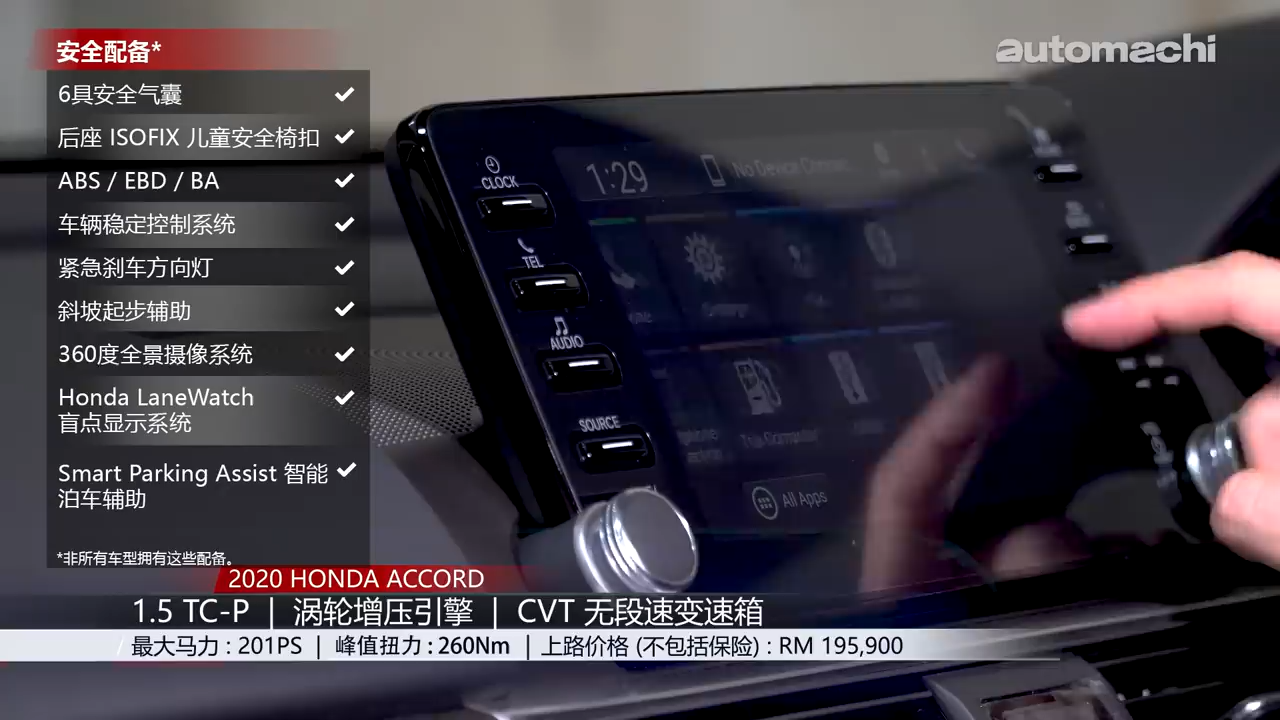 安全配备*
automachi
6具安全气囊
后座 ISOFIX 儿童安全椅扣
ABS / EBD / BA
车辆稳定控制系统
紧急刹车方向灯
斜坡起步辅助
360度全景摄像系统
Honda LaneWatch
盲点显示系统
Smart Parking Assist 智能
泊车辅助
*非所有车型拥有这些配备。
CLOCK
TEL
AUDIO
SOURCE
1:29
No Device
All Apps
2020 HONDA ACCORD
1.5 TC-P | 涡轮增压引擎 | CVT 无段速变速箱
最大马力 : 201PS | 峰值扭力 : 260Nm | 上路价格 (不包括保险) : RM 195,900